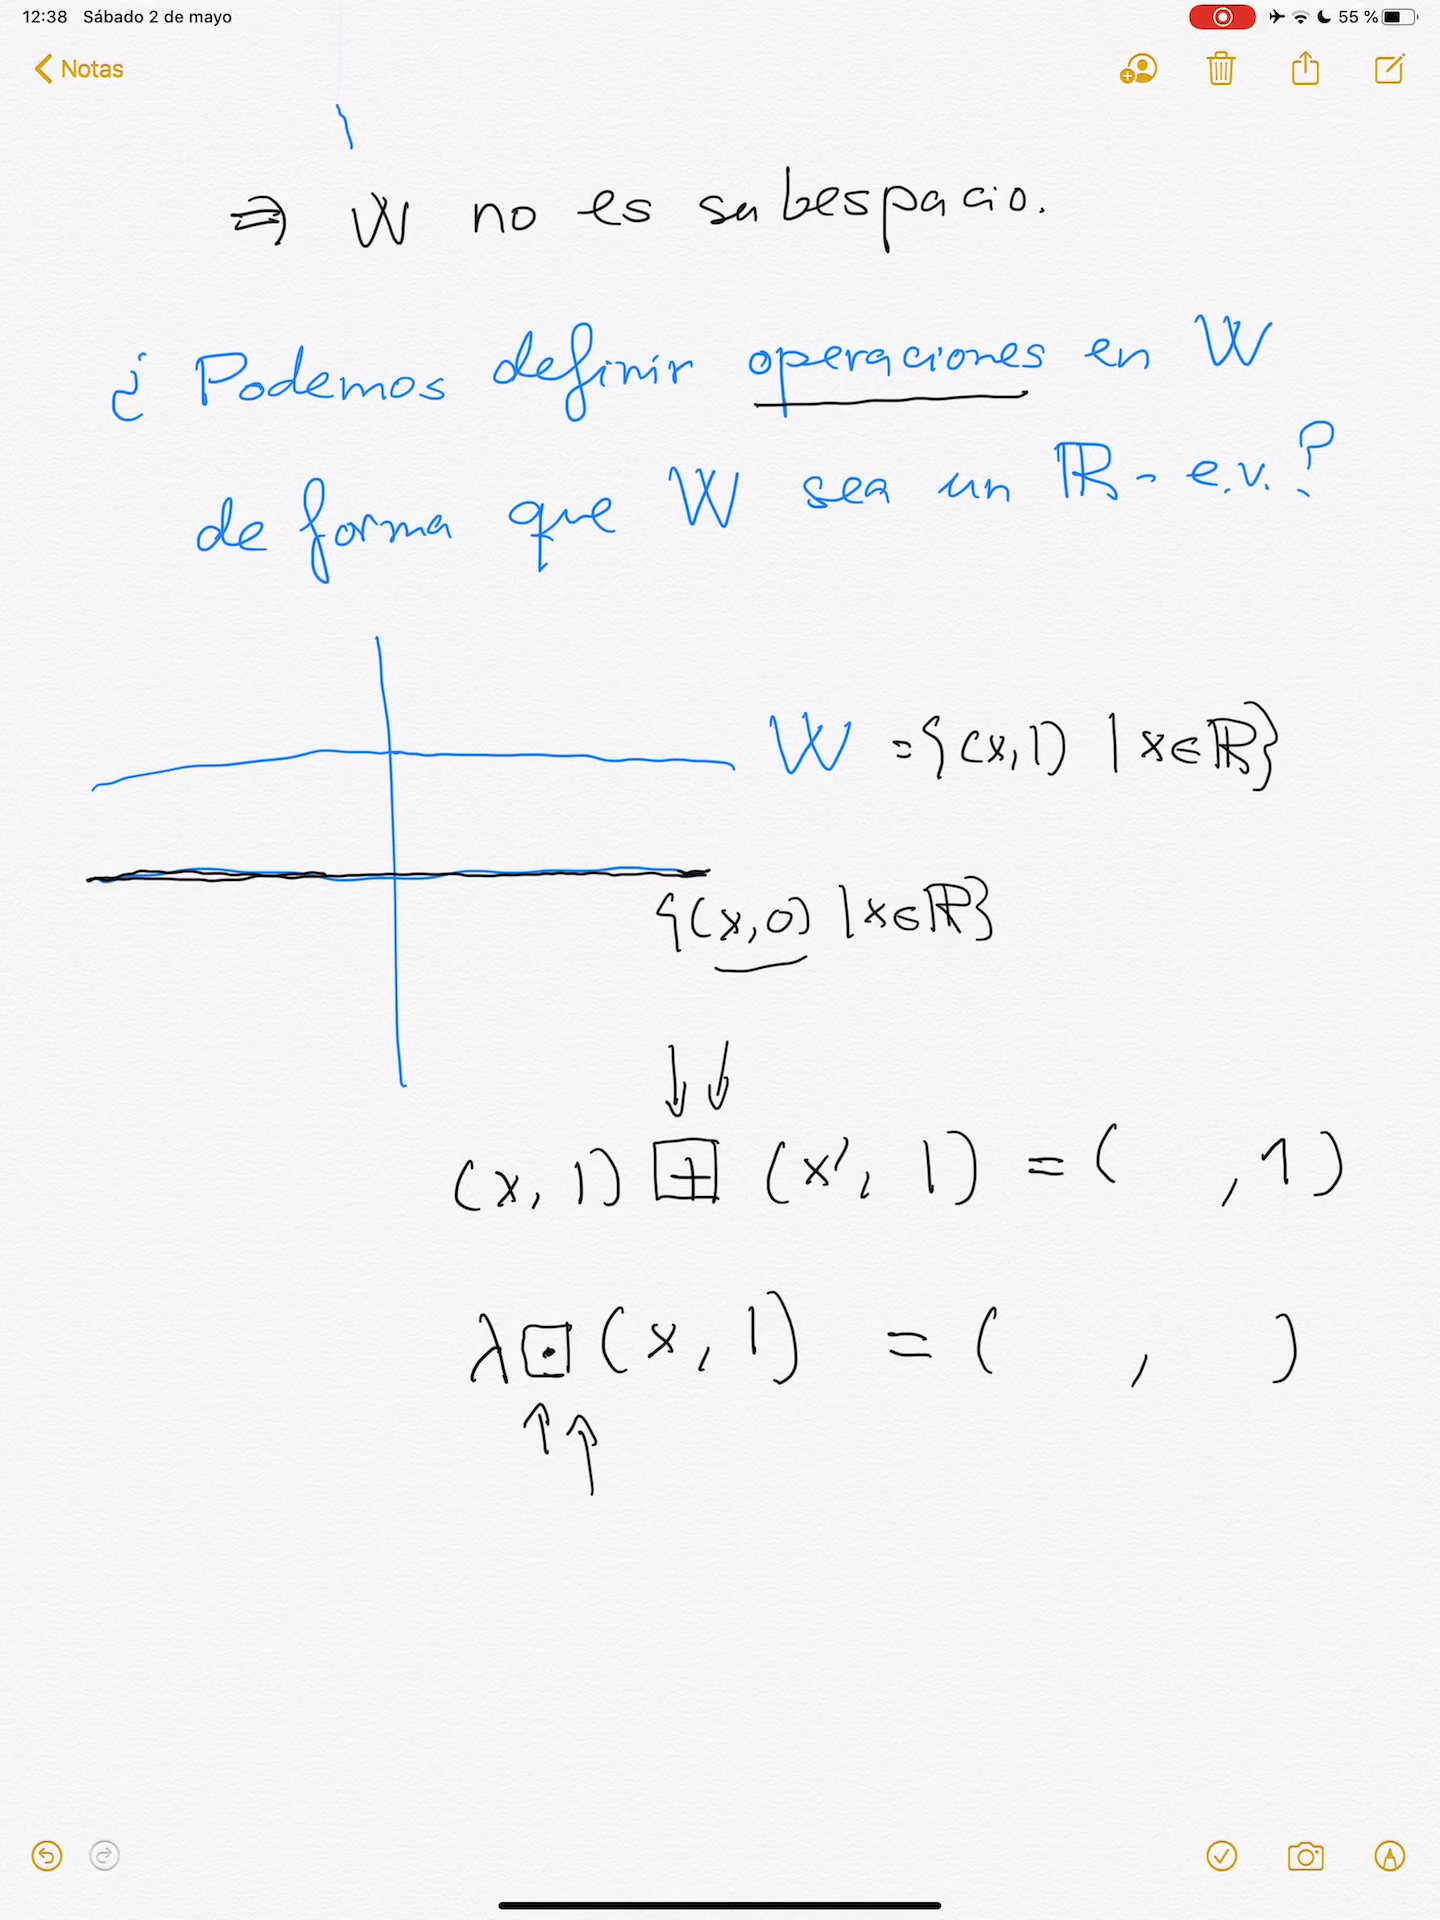 12:38 Sábado 2 de mayo 55 %
Notas
⇒ W no es subespacio.
¿ Podemos definir operaciones en W
de forma que W sea un ℝ- e.v.?
W = {(x,1) | x∈ℝ}
{(x,0) | x∈ℝ}
↓↓
(x, 1) ⊞ (x', 1) = ( , 1)
λ ⊡ (x, 1) = ( , )
↑↑